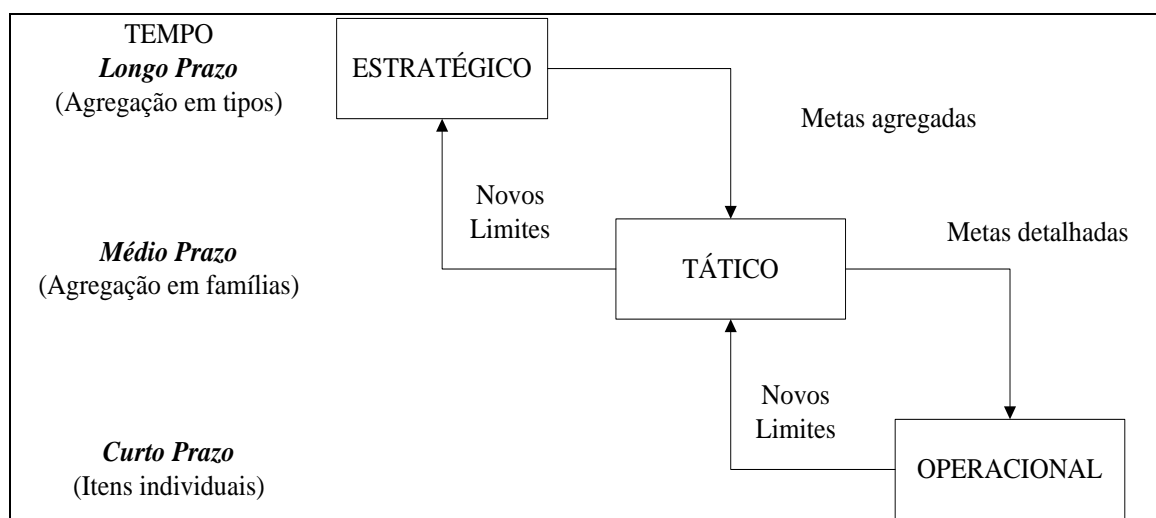 TEMPO
Longo Prazo
(Agregação em tipos)
ESTRATÉGICO
Metas agregadas
Novos
Limites
Médio Prazo
(Agregação em famílias)
TÁTICO
Metas detalhadas
Novos
Limites
Curto Prazo
(Itens individuais)
OPERACIONAL